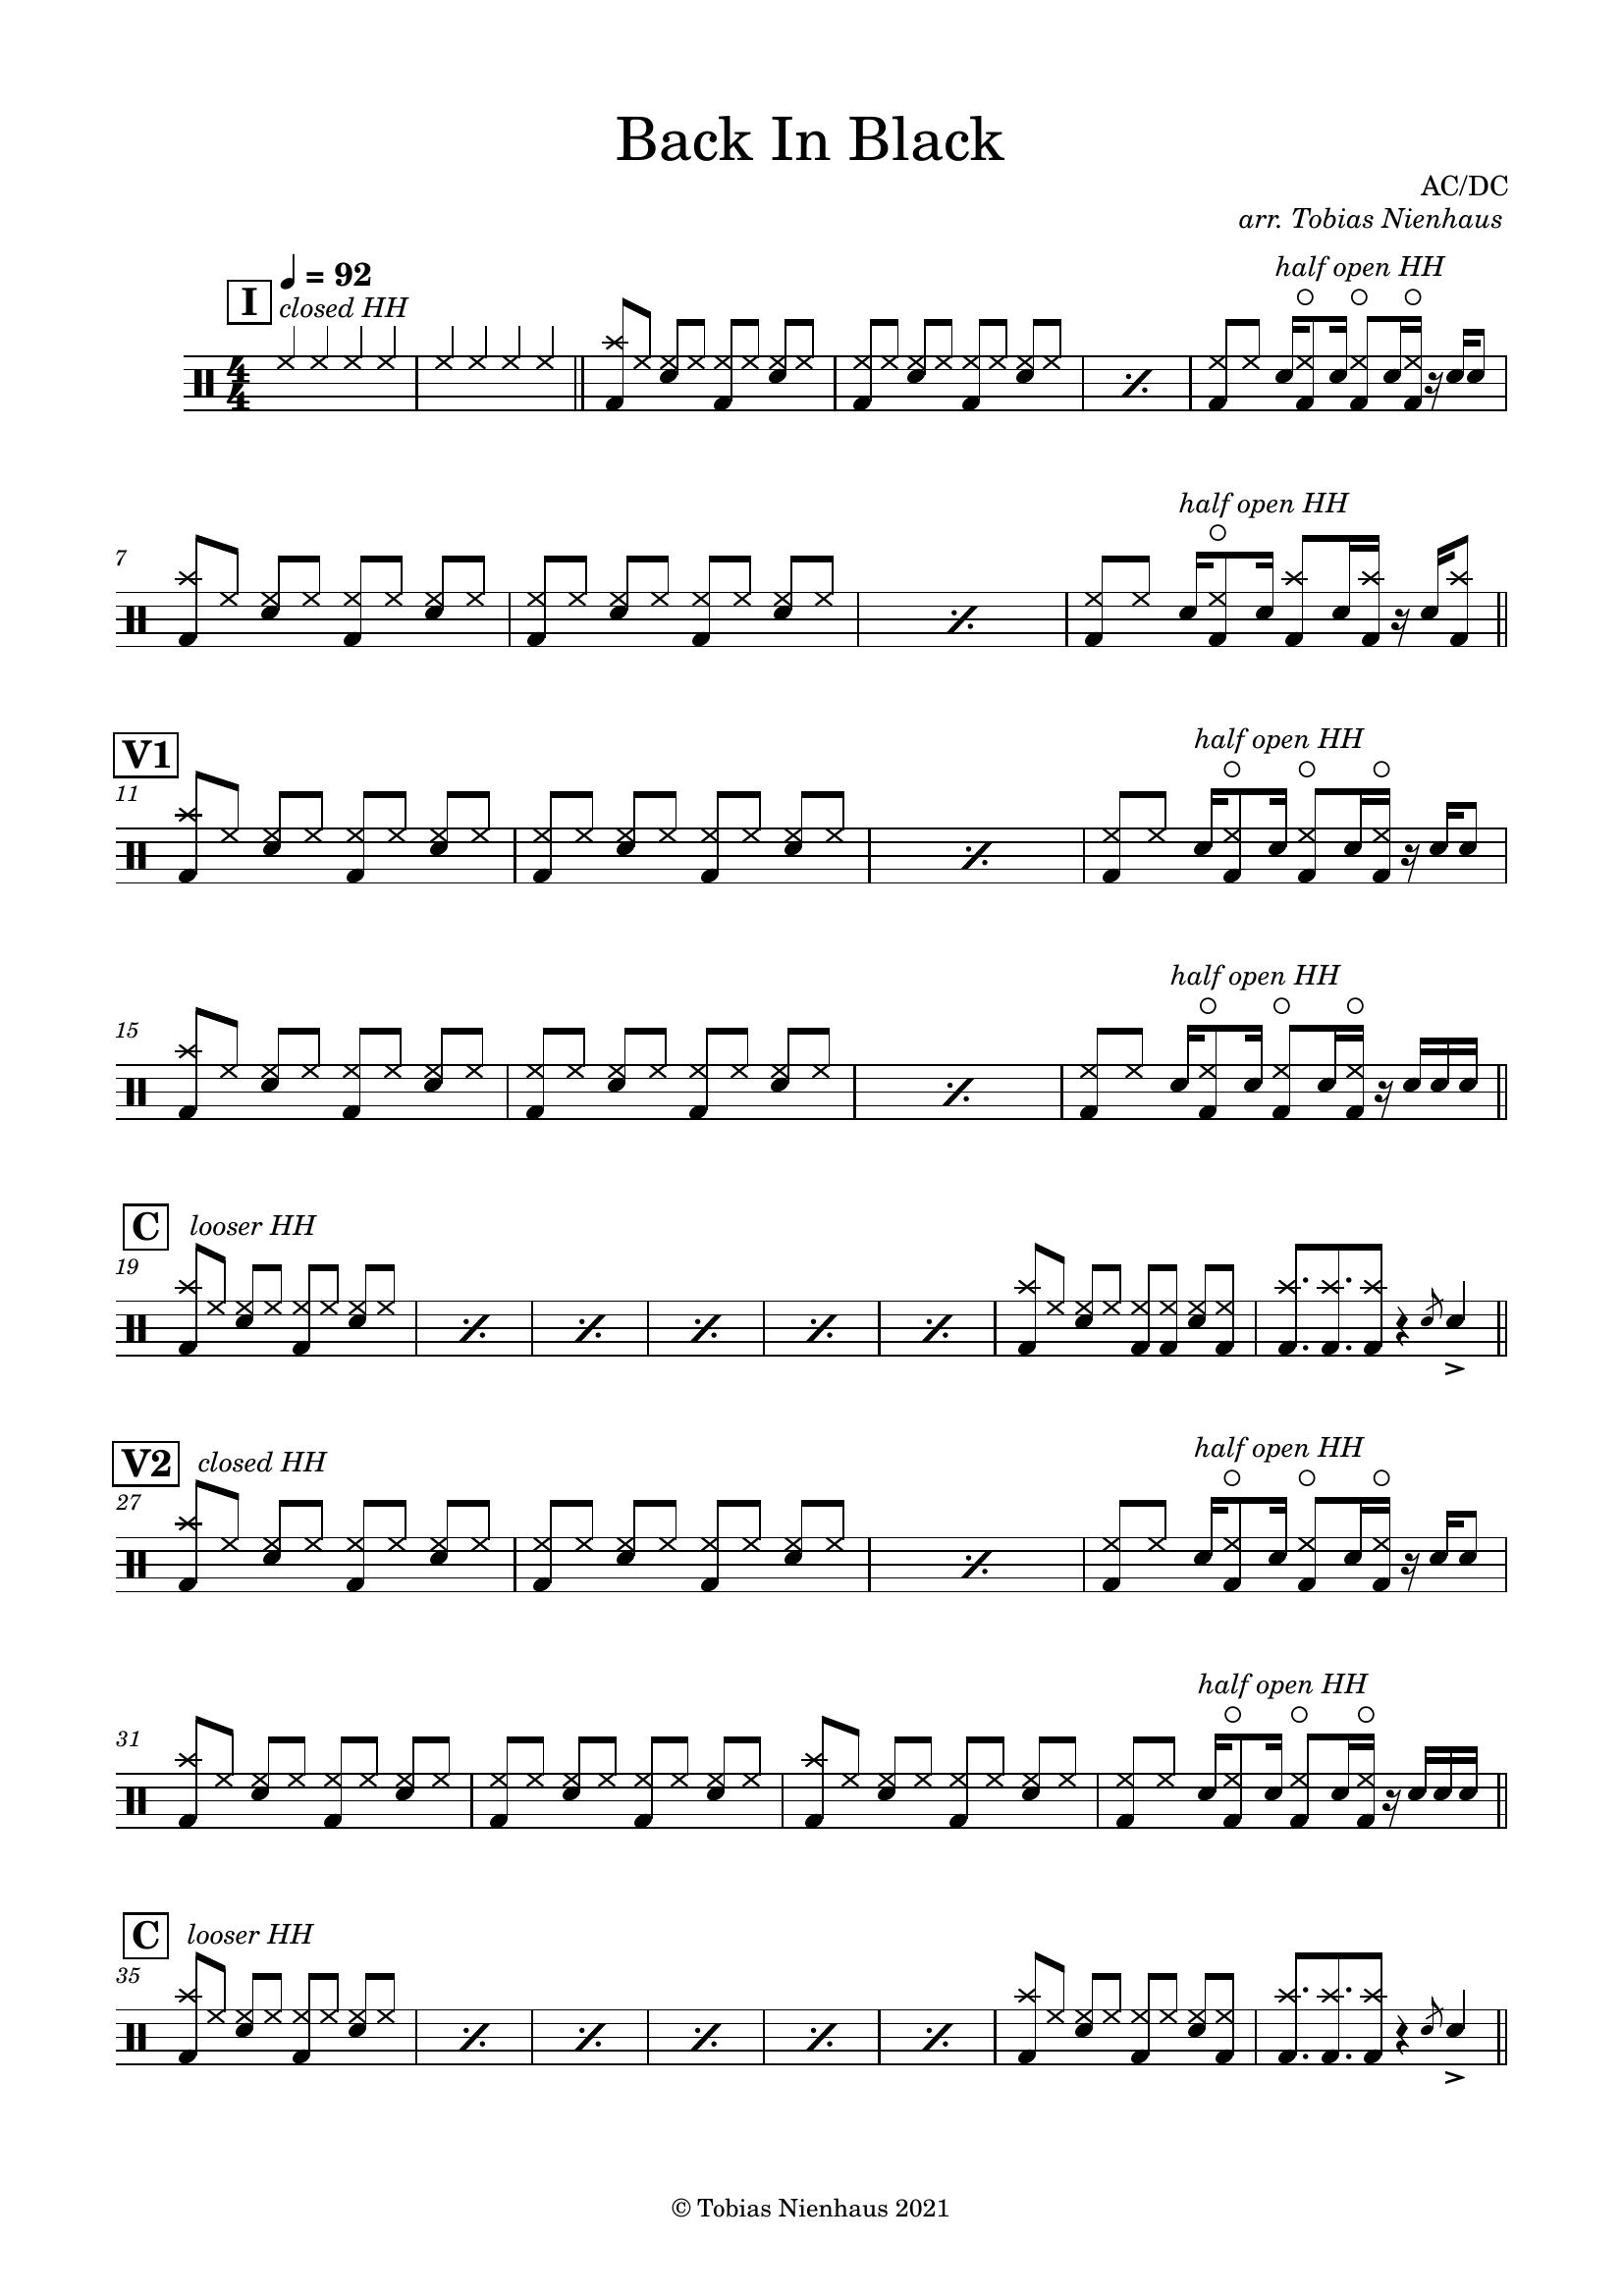 Back In Black
AC/DC
arr. Tobias Nienhaus
I
♩ = 92
closed HH
half open HH
4
4
7
half open HH
V1
half open HH
11
half open HH
15
C
looser HH
19
V2
closed HH
half open HH
27
half open HH
31
C
looser HH
35
© Tobias Nienhaus 2021